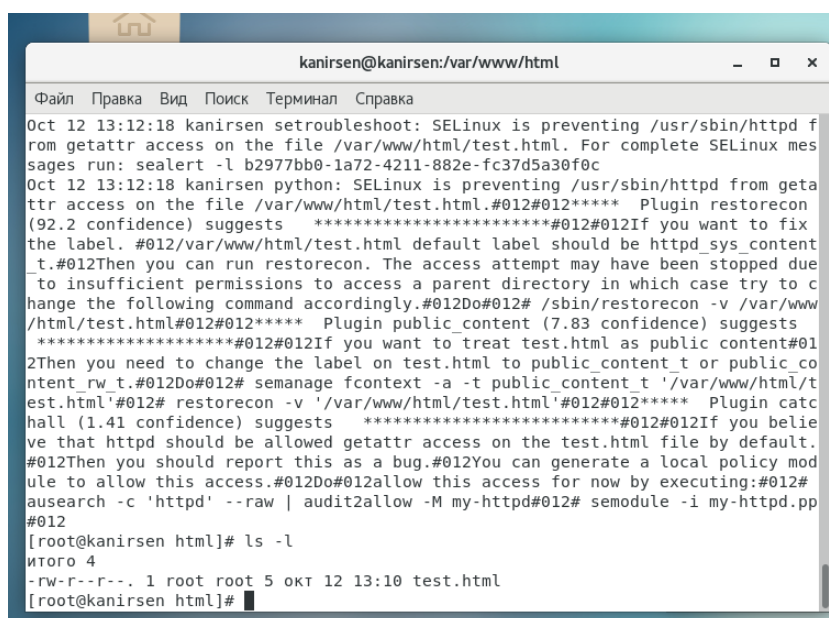 kanirsen@kanirsen:/var/www/html
Файл Правка Вид Поиск Терминал Справка
Oct 12 13:12:18 kanirsen setroubleshoot: SELinux is preventing /usr/sbin/httpd f
rom getattr access on the file /var/www/html/test.html. For complete SELinux mes
sages run: sealert -l b2977bb0-1a72-4211-882e-fc37d5a30f0c
Oct 12 13:12:18 kanirsen python: SELinux is preventing /usr/sbin/httpd from geta
ttr access on the file /var/www/html/test.html.#012#012*****  Plugin restorecon
(92.2 confidence) suggests   ************************#012#012If you want to fix
the label. #012/var/www/html/test.html default label should be httpd_sys_content
_t.#012Then you can run restorecon. The access attempt may have been stopped due
 to insufficient permissions to access a parent directory in which case try to c
hange the following command accordingly.#012Do#012# /sbin/restorecon -v /var/www
/html/test.html#012#012*****  Plugin public_content (7.83 confidence) suggests
 ********************#012#012If you want to treat test.html as public content#01
2Then you need to change the label on test.html to public_content_t or public_co
ntent_rw_t.#012Do#012# semanage fcontext -a -t public_content_t '/var/www/html/t
est.html'#012# restorecon -v '/var/www/html/test.html'#012#012*****  Plugin catc
hall (1.41 confidence) suggests   **************************#012#012If you belie
ve that httpd should be allowed getattr access on the test.html file by default.
#012Then you should report this as a bug.#012You can generate a local policy mod
ule to allow this access.#012Do#012allow this access for now by executing:#012#
ausearch -c 'httpd' --raw | audit2allow -M my-httpd#012# semodule -i my-httpd.pp
#012
[root@kanirsen html]# ls -l
итого 4
-rw-r--r--. 1 root root 5 окт 12 13:10 test.html
[root@kanirsen html]#